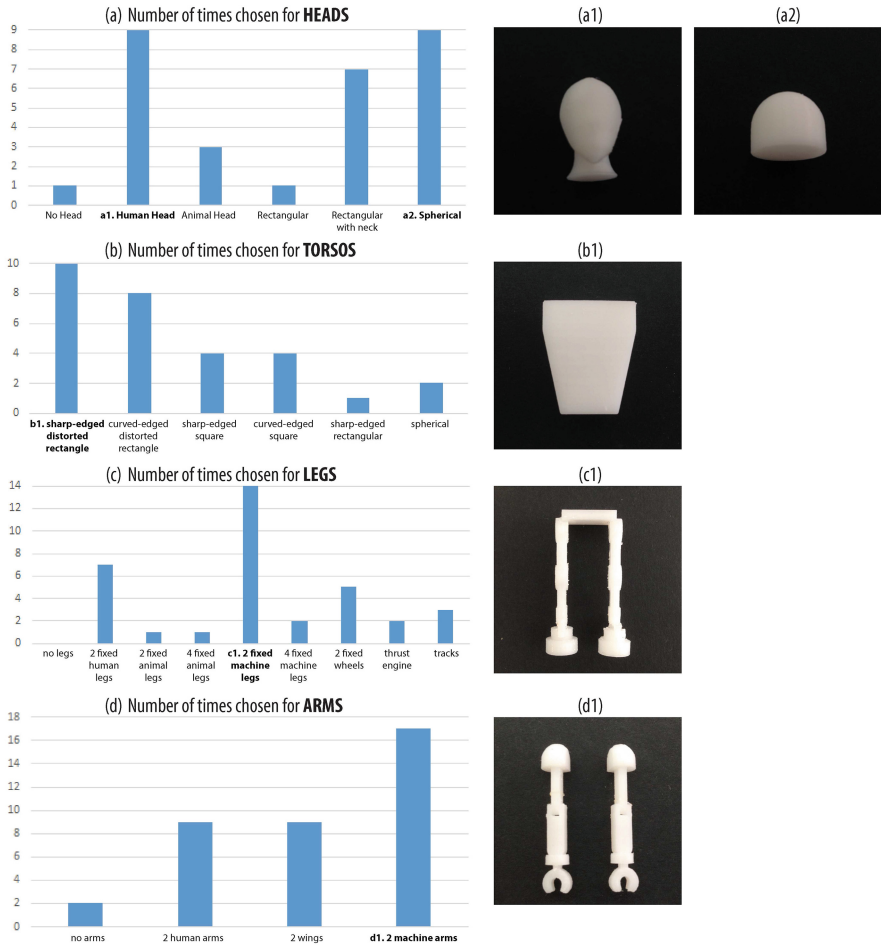 (a) Number of times chosen for HEADS
9
8
7
6
5
4
3
2
1
0
No Head
a1. Human Head
Animal Head
Rectangular
Rectangular
with neck
a2. Spherical
(a1)
(a2)
(b) Number of times chosen for TORSOS
10
8
6
4
2
0
b1. sharp-edged
distorted
rectangle
curved-edged
distorted
rectangle
sharp-edged
square
curved-edged
square
sharp-edged
rectangular
spherical
(b1)
(c) Number of times chosen for LEGS
14
12
10
8
6
4
2
0
no legs
2 fixed
human
legs
2 fixed
animal
legs
4 fixed
animal
legs
c1. 2 fixed
machine
legs
4 fixed
machine
legs
2 fixed
wheels
thrust
engine
tracks
(c1)
(d) Number of times chosen for ARMS
18
16
14
12
10
8
6
4
2
0
no arms
2 human arms
2 wings
d1. 2 machine arms
(d1)